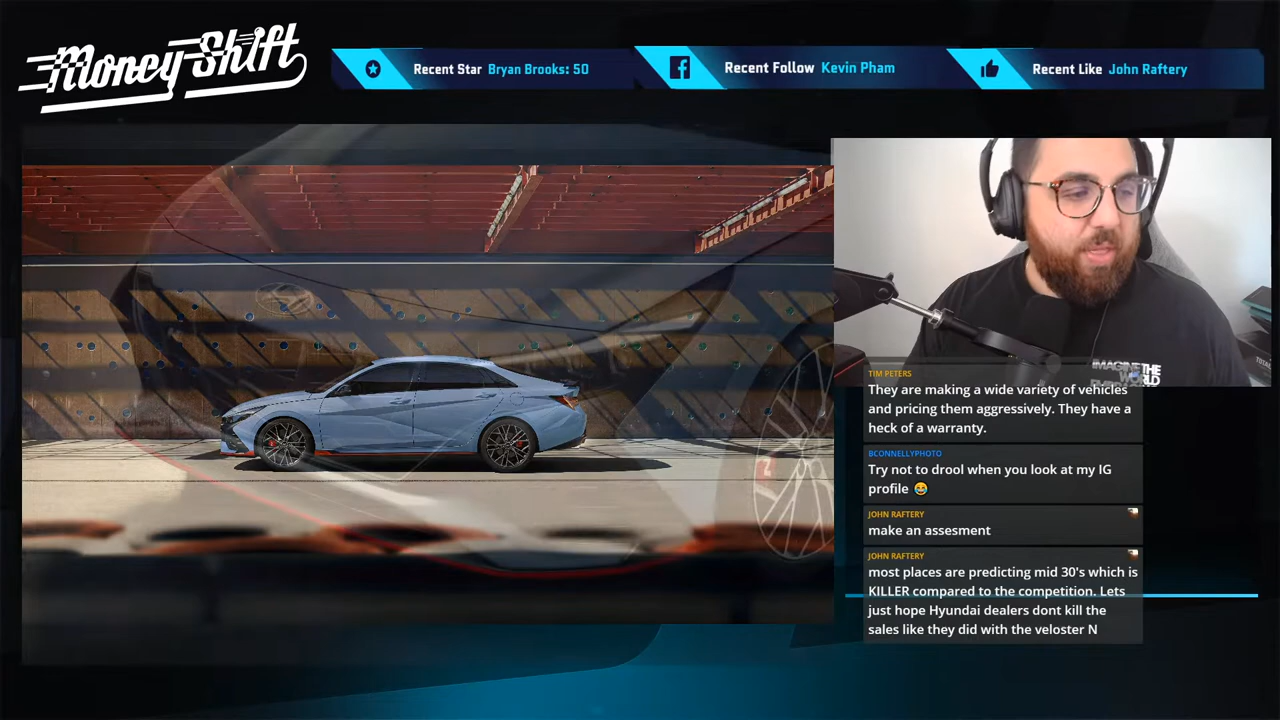 Money Shift
Recent Star Bryan Brooks: 50
Recent Follow Kevin Pham
Recent Like John Raftery
IMAGINE THE
WORLD
TIM PETERS
They are making a wide variety of vehicles
and pricing them aggressively. They have a
heck of a warranty.
BCONNELLYPHOTO
Try not to drool when you look at my IG
profile 😂
JOHN RAFTERY
make an assesment
JOHN RAFTERY
most places are predicting mid 30's which is
KILLER compared to the competition. Lets
just hope Hyundai dealers dont kill the
sales like they did with the veloster N